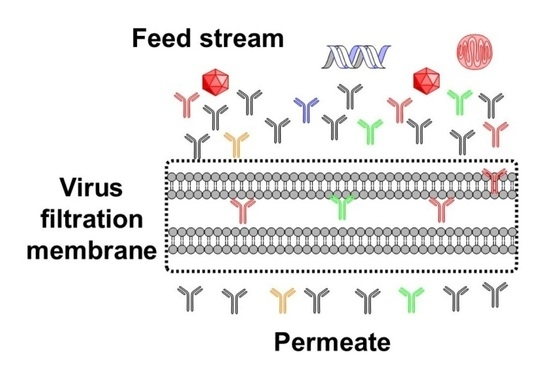 Feed stream
Virus
filtration
membrane
Permeate